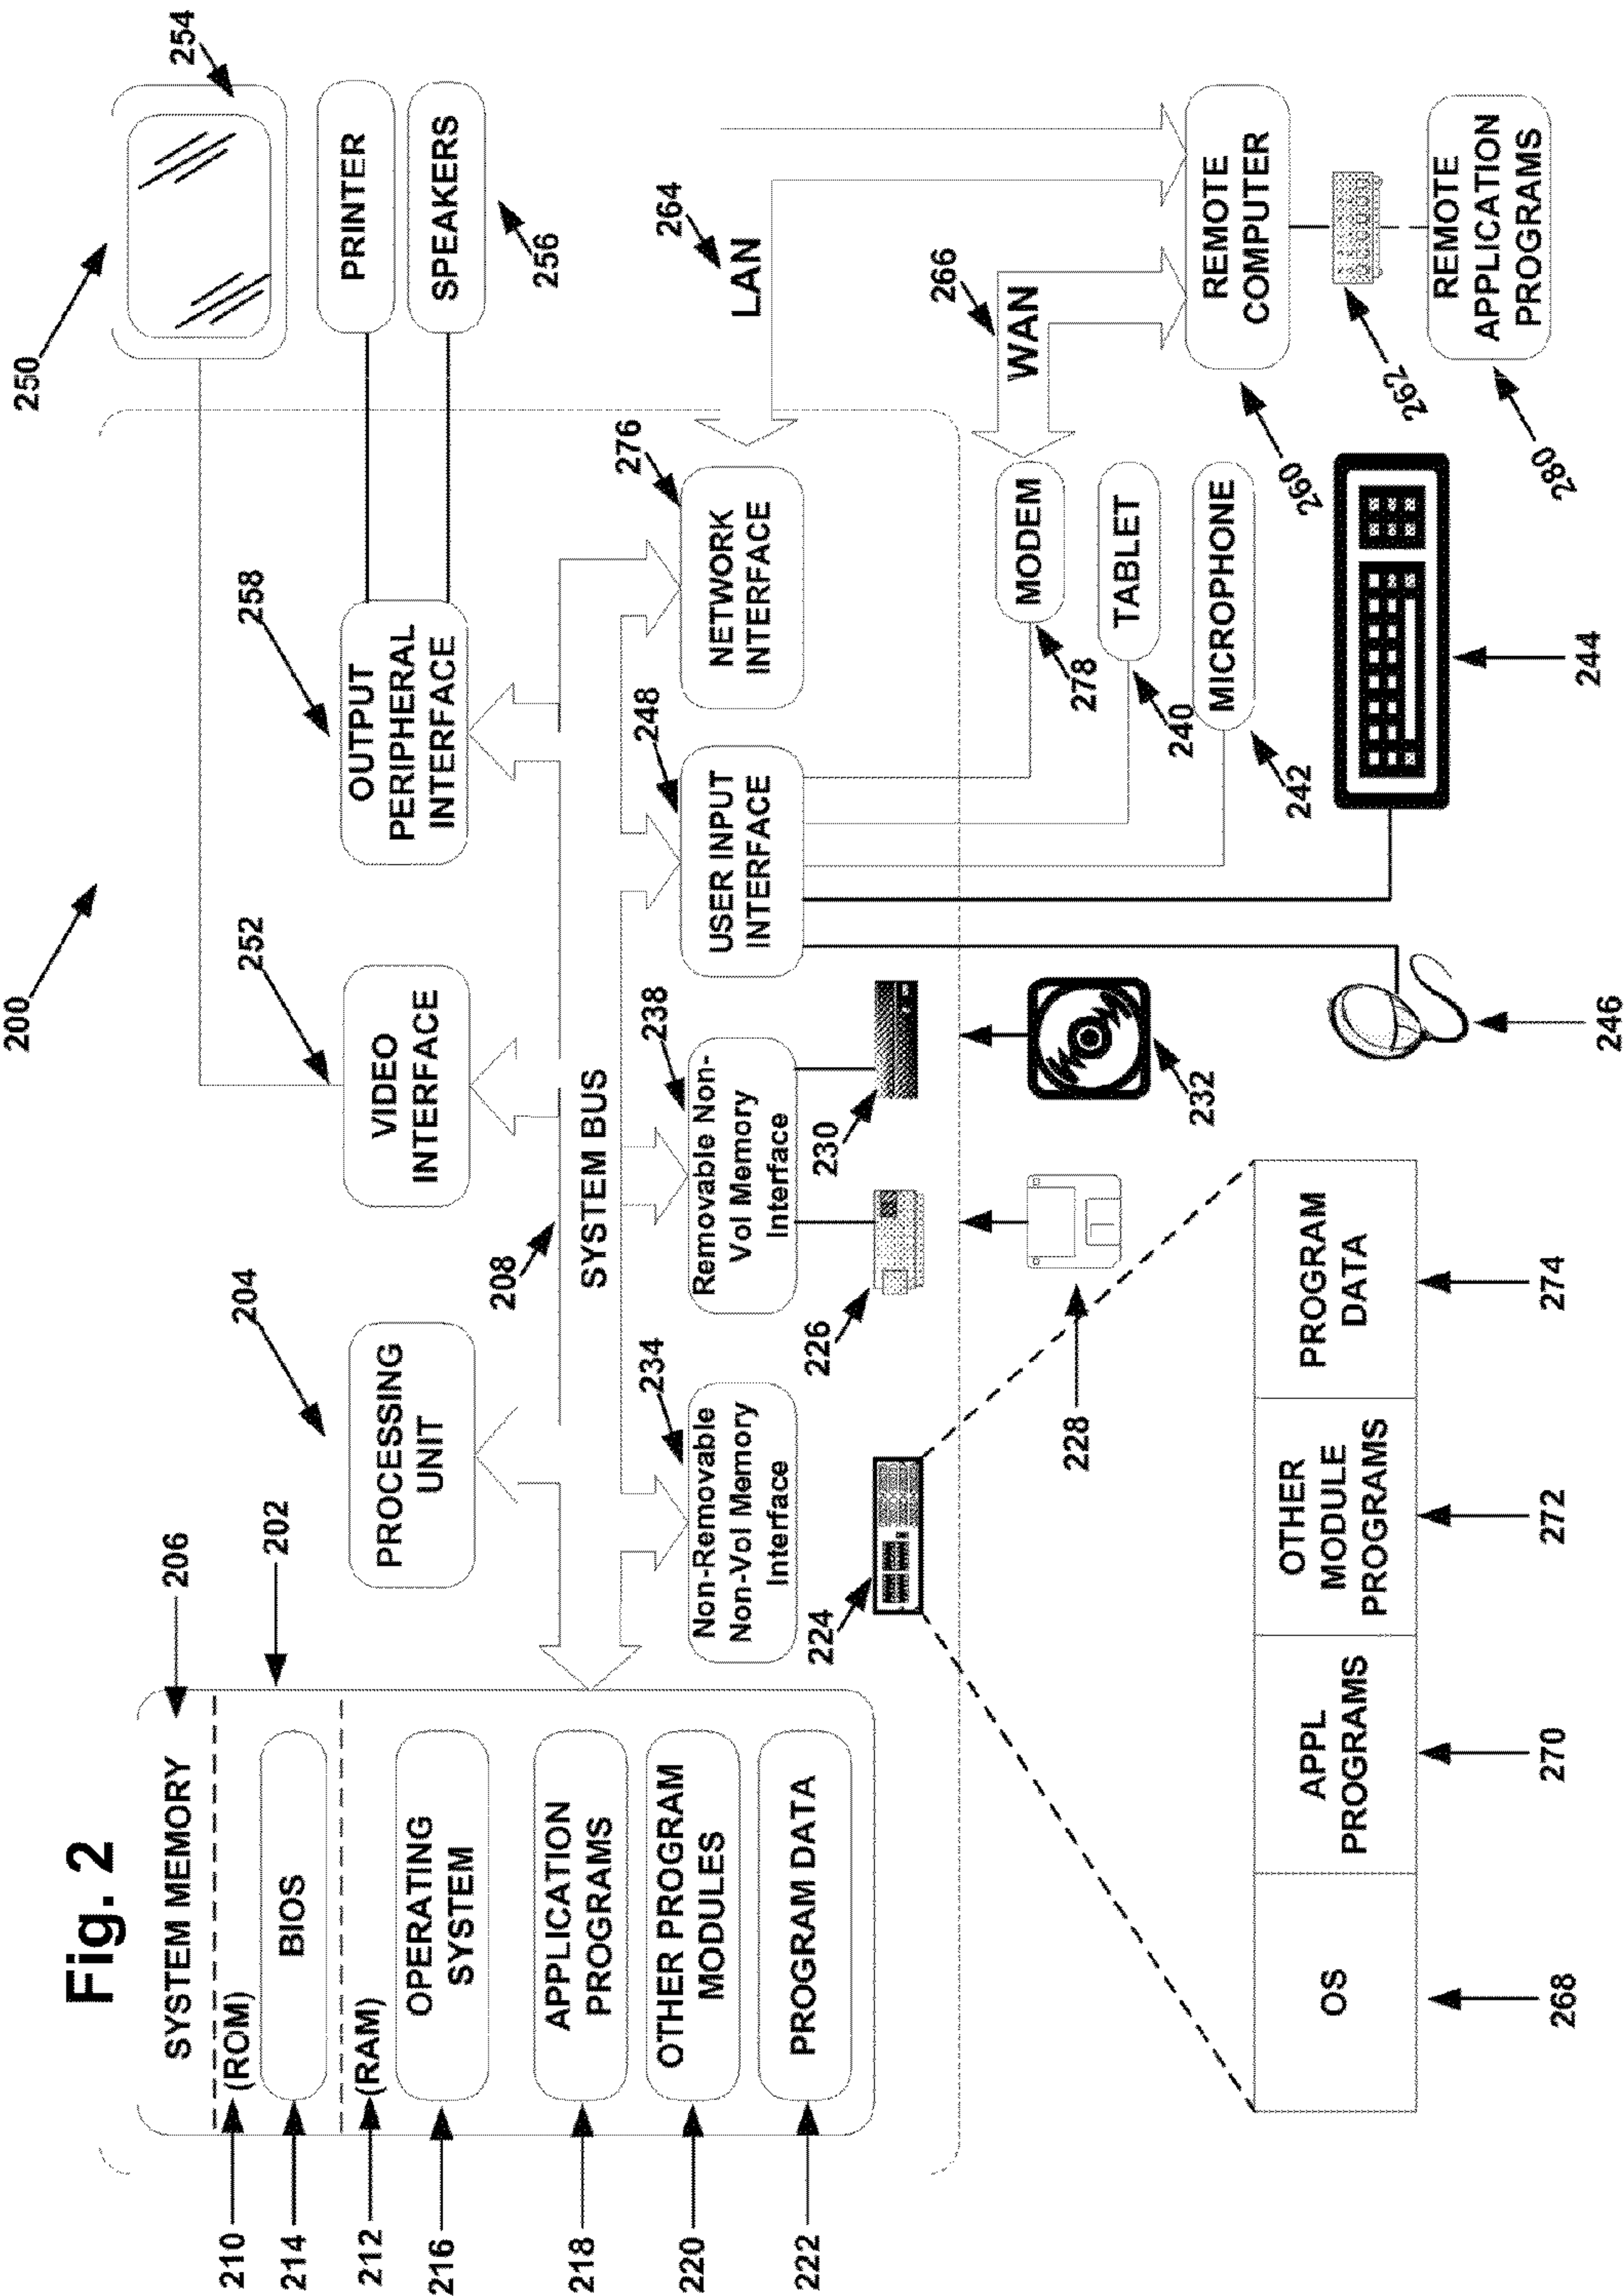 Fig. 2
200
250
254
SYSTEM MEMORY
206
(ROM)
210
202
BIOS
214
(RAM)
212
OPERATING
SYSTEM
216
APPLICATION
PROGRAMS
218
OTHER PROGRAM
MODULES
220
PROGRAM DATA
222
PROCESSING
UNIT
204
VIDEO
INTERFACE
252
OUTPUT
PERIPHERAL
INTERFACE
258
PRINTER
SPEAKERS
256
208
SYSTEM BUS
Non-Removable
Non-Vol Memory
Interface
234
Removable Non-
Vol Memory
Interface
238
USER INPUT
INTERFACE
248
NETWORK
INTERFACE
276
LAN
264
224
226
230
228
232
WAN
266
MODEM
278
TABLET
240
MICROPHONE
242
REMOTE
COMPUTER
260
262
REMOTE
APPLICATION
PROGRAMS
280
244
246
OS
268
APPL
PROGRAMS
270
OTHER
MODULE
PROGRAMS
272
PROGRAM
DATA
274